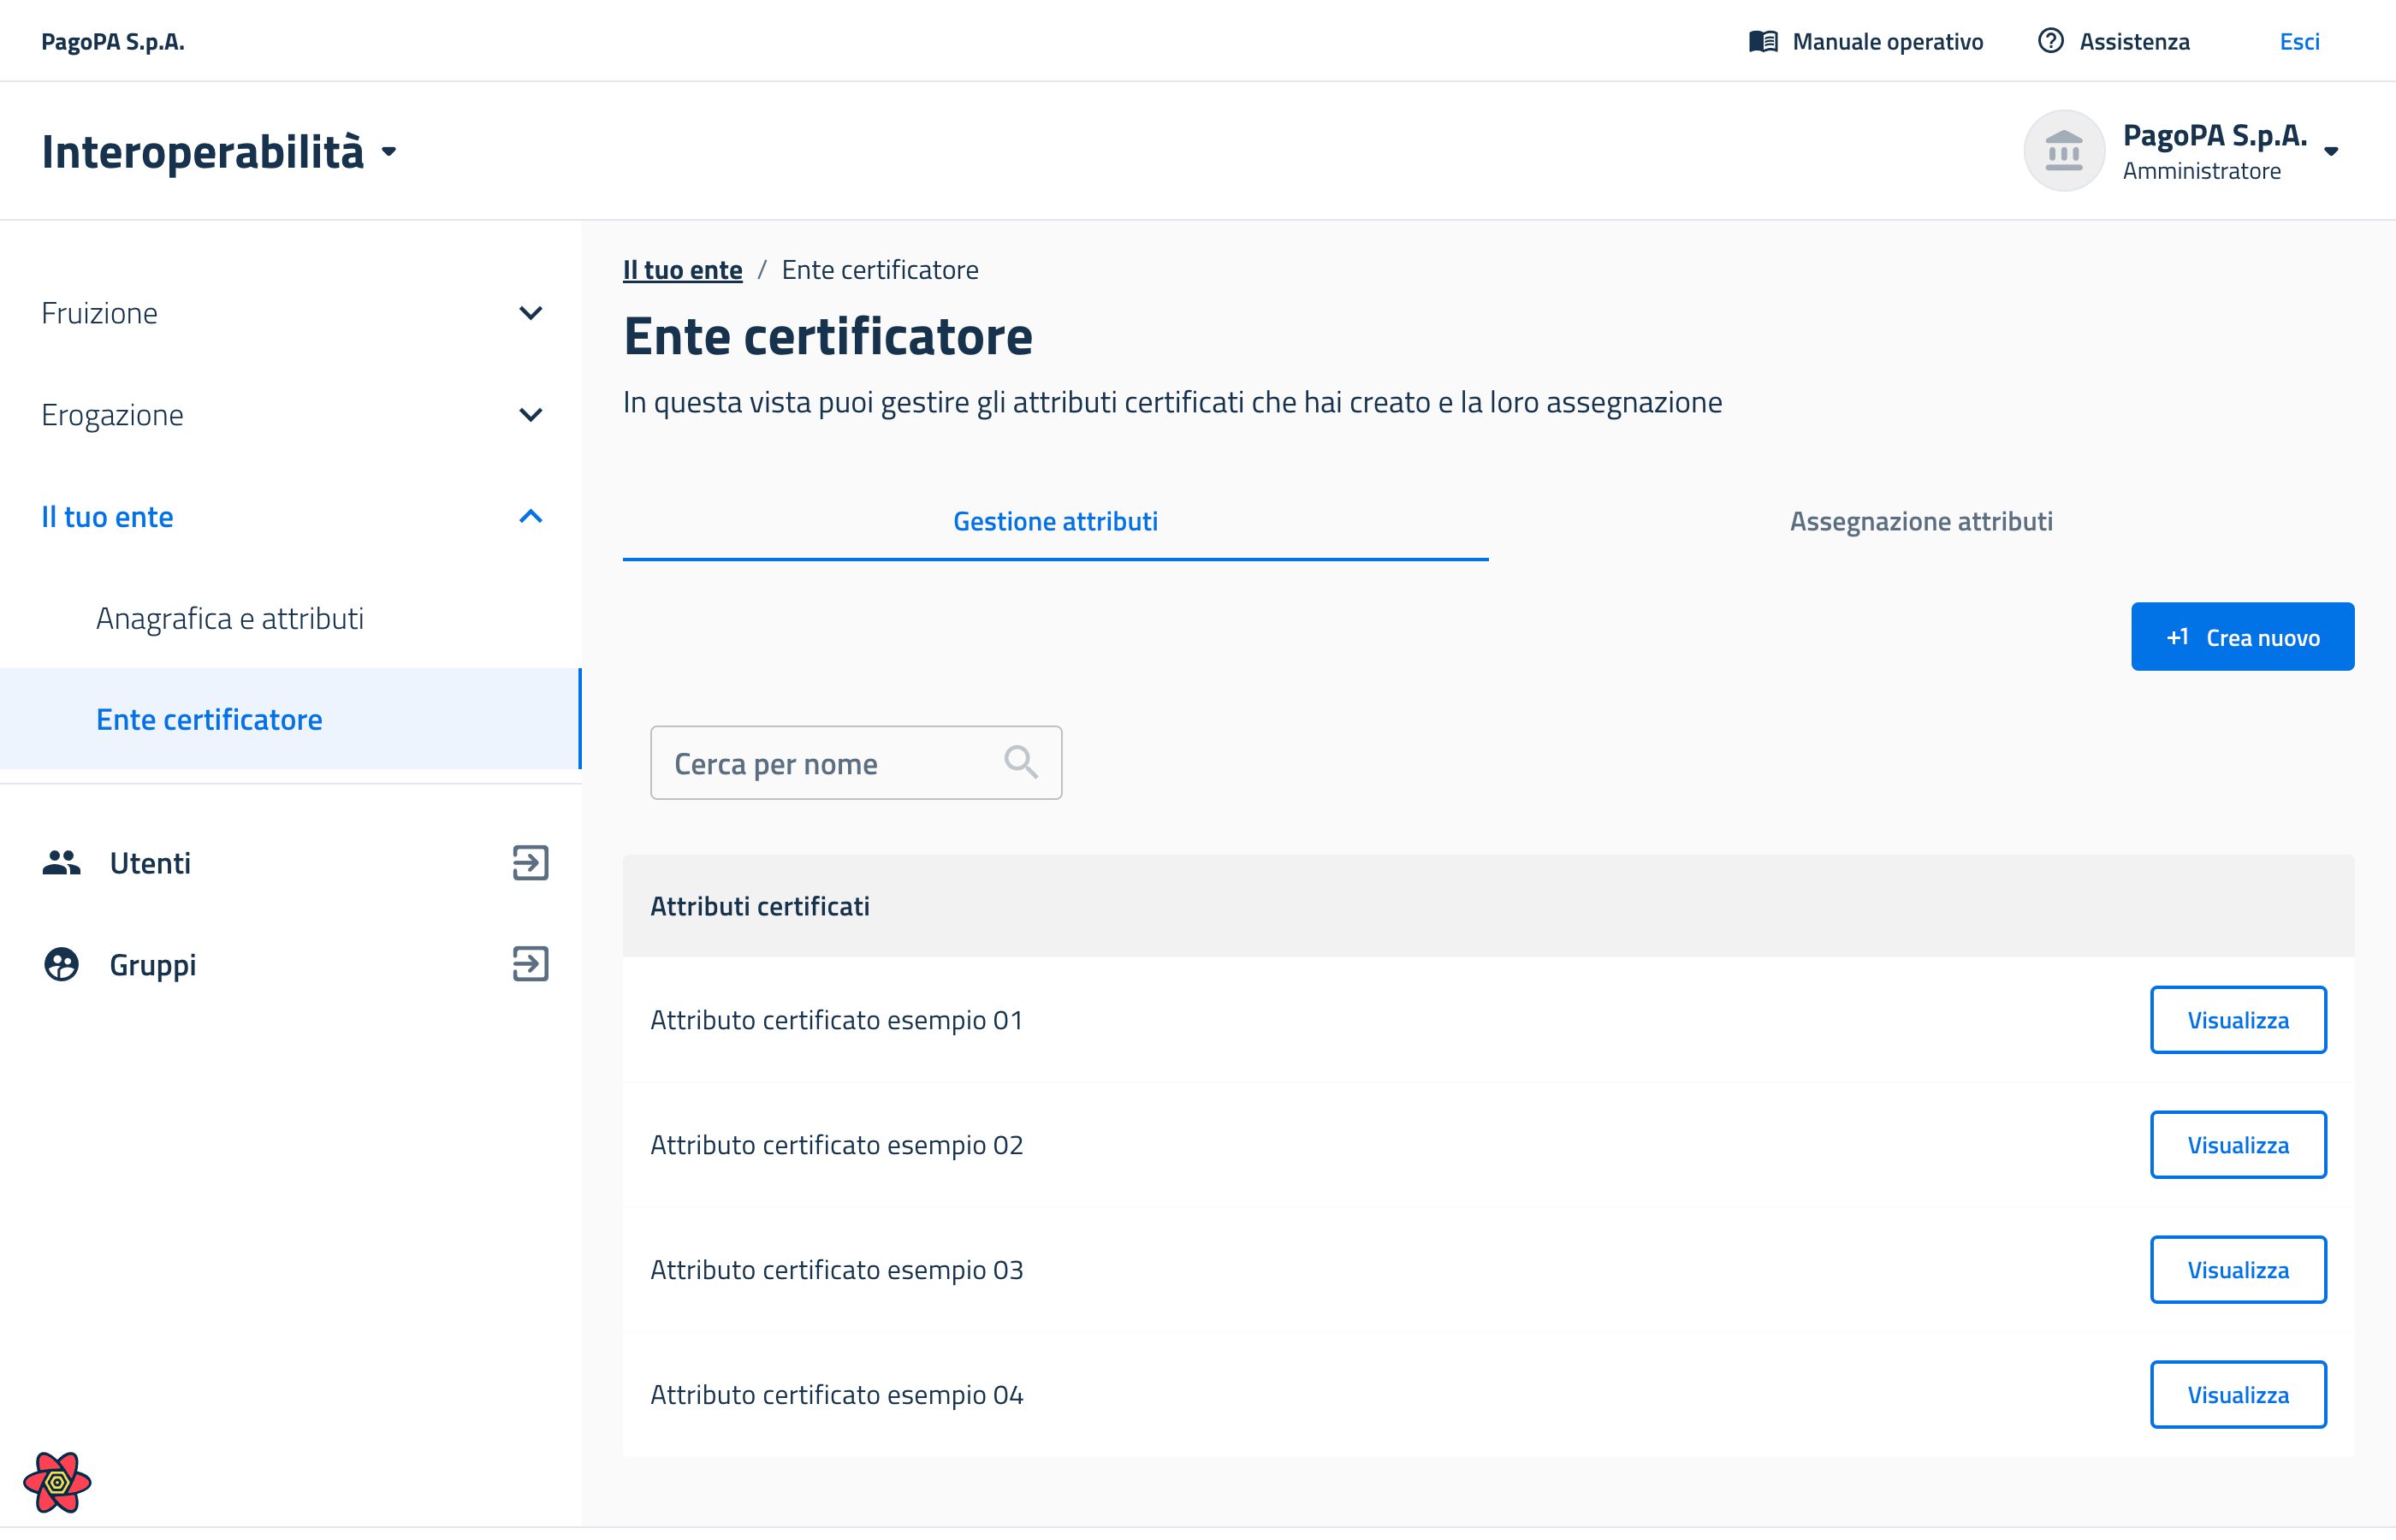 PagoPA S.p.A.
Manuale operativo
Assistenza
Esci
Interoperabilità
PagoPA S.p.A.
Amministratore
Fruizione
Erogazione
Il tuo ente
Anagrafica e attributi
Ente certificatore
Utenti
Gruppi
Il tuo ente / Ente certificatore
Ente certificatore
In questa vista puoi gestire gli attributi certificati che hai creato e la loro assegnazione
Gestione attributi
Assegnazione attributi
+1 Crea nuovo
Cerca per nome
Attributi certificati
Attributo certificato esempio 01
Visualizza
Attributo certificato esempio 02
Visualizza
Attributo certificato esempio 03
Visualizza
Attributo certificato esempio 04
Visualizza